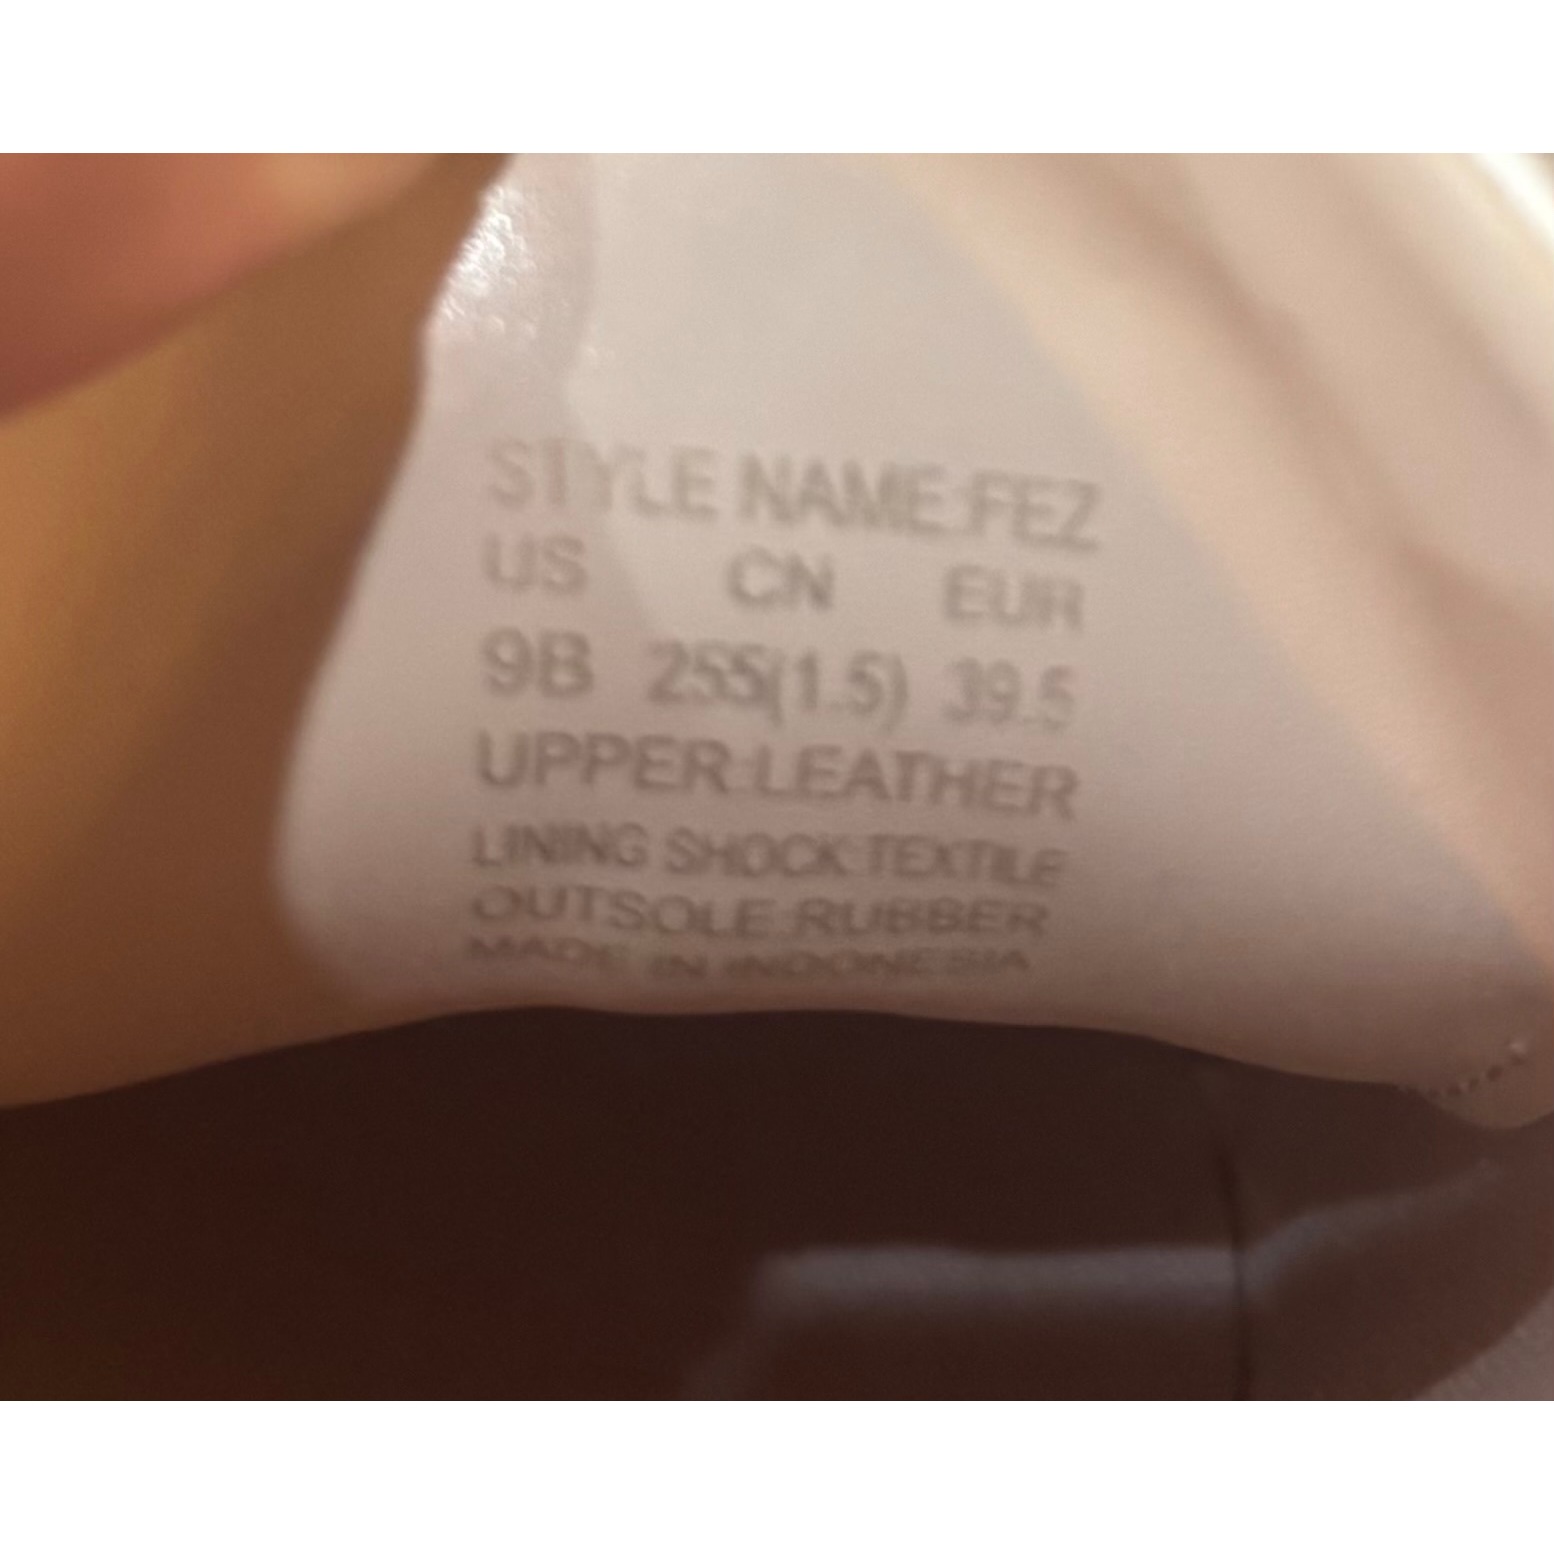 STYLE NAME:FEZ
US CN EUR
9B 255(1.5) 39.5
UPPER:LEATHER
LINING SHOCK:TEXTILE
OUTSOLE:RUBBER
MADE IN INDONESIA